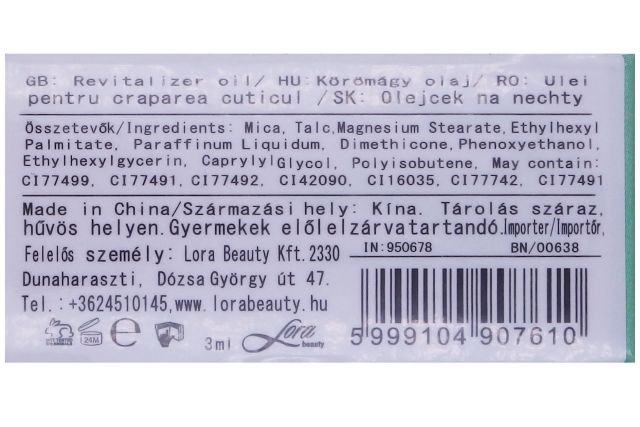 GB: Revitalizer oil/ HU: Körömágy olaj/ RO: Ulei
pentru craparea cuticul /SK: Olejcek na nechty
Összetevők/Ingredients: Mica, Talc,Magnesium Stearate,Ethylhexyl
Palmitate, Paraffinum Liquidum, Dimethicone,Phenoxyethanol,
Ethylhexylgycerin, Caprylyl Glycol, Polyisobutene, May contain:
CI77499, CI77491, CI77492, CI42090, CI16035, CI77742, CI77491
Made in China/Származási hely: Kína. Tárolás száraz,
hűvös helyen.Gyermekek előlelzárvatartandó.Importer/Importőr,
Felelős személy: Lora Beauty Kft. 2330
Dunaharaszti, Dózsa György út 47.
Tel.:+3624510145,www.lorabeauty.hu
IN:950678 BN/00638
24M
3ml
Lora
beauty
5 999104 907610